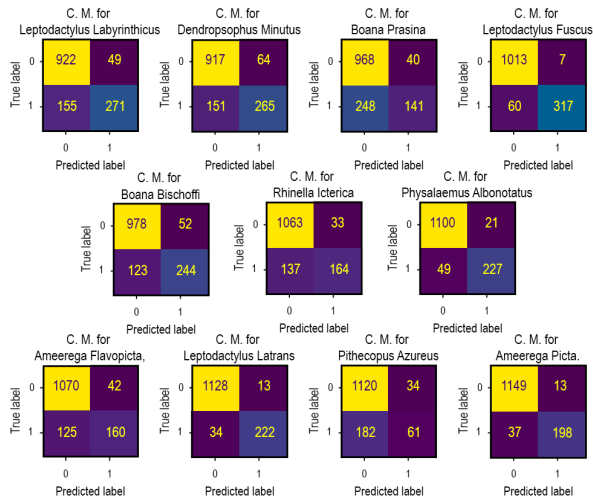 C. M. for
Leptodactylus Labyrinthicus
True label
0
922
49
1
155
271
0
1
Predicted label
C. M. for
Dendropsophus Minutus
True label
0
917
64
1
151
265
0
1
Predicted label
C. M. for
Boana Prasina
True label
0
968
40
1
248
141
0
1
Predicted label
C. M. for
Leptodactylus Fuscus
True label
0
1013
7
1
60
317
0
1
Predicted label
C. M. for
Boana Bischoffi
True label
0
978
52
1
123
244
0
1
Predicted label
C. M. for
Rhinella Icterica
True label
0
1063
33
1
137
164
0
1
Predicted label
C. M. for
Physalaemus Albonotatus
True label
0
1100
21
1
49
227
0
1
Predicted label
C. M. for
Ameerega Flavopicta,
True label
0
1070
42
1
125
160
0
1
Predicted label
C. M. for
Leptodactylus Latrans
True label
0
1128
13
1
34
222
0
1
Predicted label
C. M. for
Pithecopus Azureus
True label
0
1120
34
1
182
61
0
1
Predicted label
C. M. for
Ameerega Picta.
True label
0
1149
13
1
37
198
0
1
Predicted label